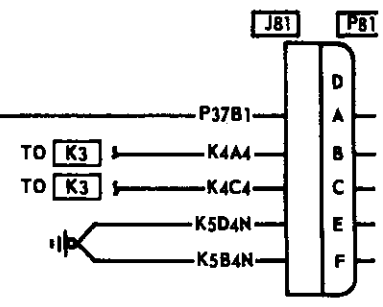 J81 P81
D
P37B1 A
TO K3 K4A4 B
TO K3 K4C4 C
K5D4N E
K5B4N F